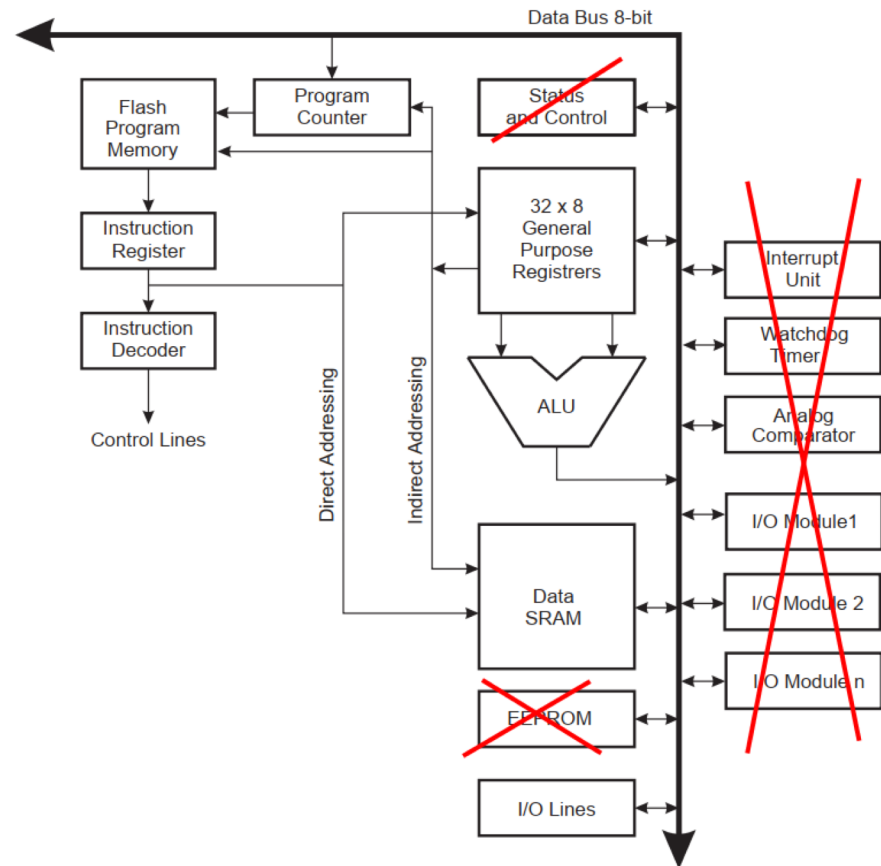 Data Bus 8-bit
Flash
Program
Memory
Program
Counter
Status
and Control
32 x 8
General
Purpose
Registrers
Instruction
Register
Interrupt
Unit
Instruction
Decoder
Watchdog
Timer
ALU
Analog
Comparator
Control Lines
Direct Addressing
Indirect Addressing
I/O Module1
Data
SRAM
I/O Module 2
I/O Module n
EEPROM
I/O Lines